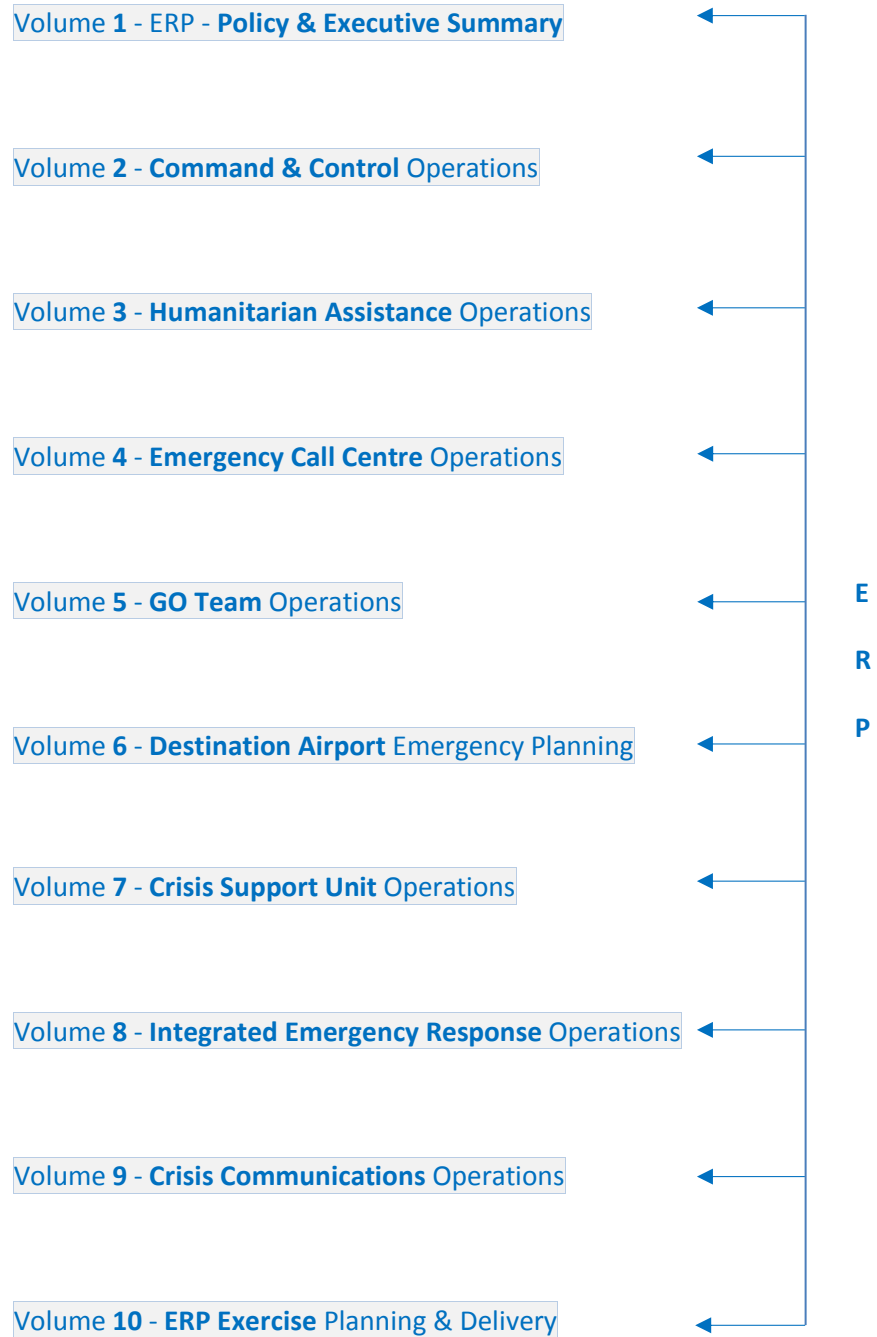 Volume 1 - ERP - Policy & Executive Summary
Volume 2 - Command & Control Operations
Volume 3 - Humanitarian Assistance Operations
Volume 4 - Emergency Call Centre Operations
Volume 5 - GO Team Operations
E
R
P
Volume 6 - Destination Airport Emergency Planning
Volume 7 - Crisis Support Unit Operations
Volume 8 - Integrated Emergency Response Operations
Volume 9 - Crisis Communications Operations
Volume 10 - ERP Exercise Planning & Delivery